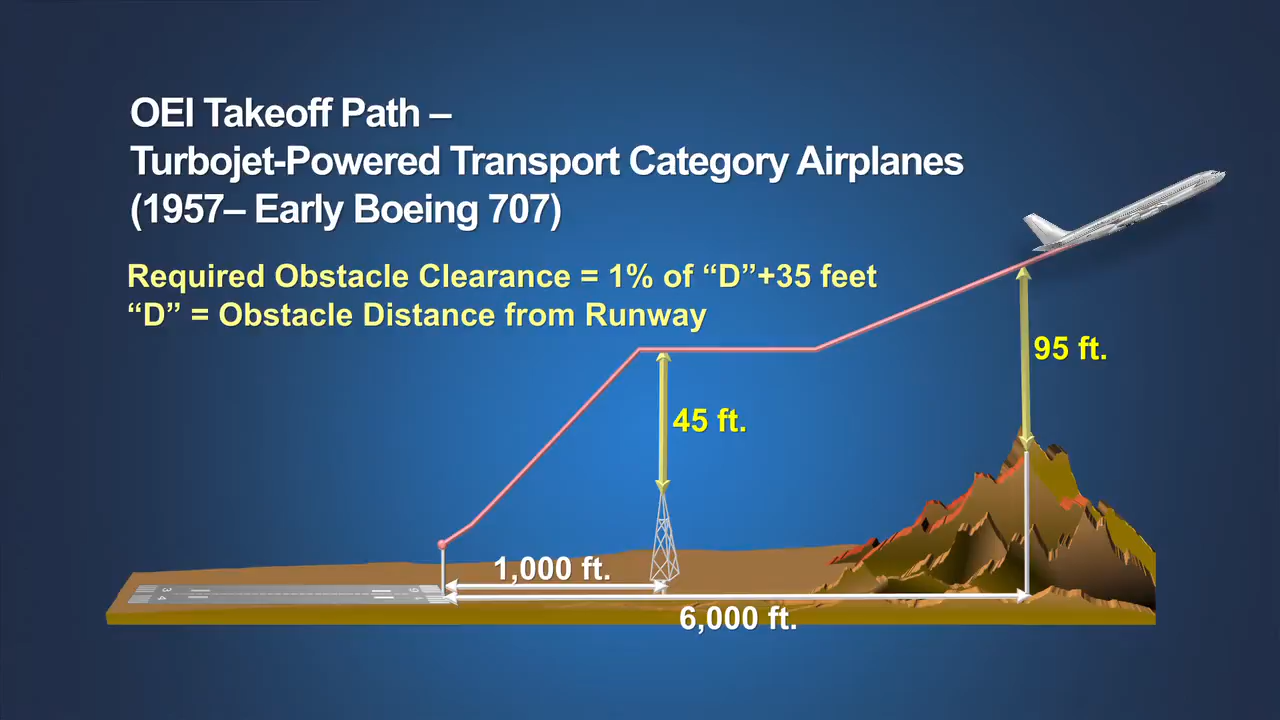 OEI Takeoff Path –
Turbojet-Powered Transport Category Airplanes
(1957– Early Boeing 707)
Required Obstacle Clearance = 1% of “D”+35 feet
“D” = Obstacle Distance from Runway
95 ft.
45 ft.
1,000 ft.
6,000 ft.